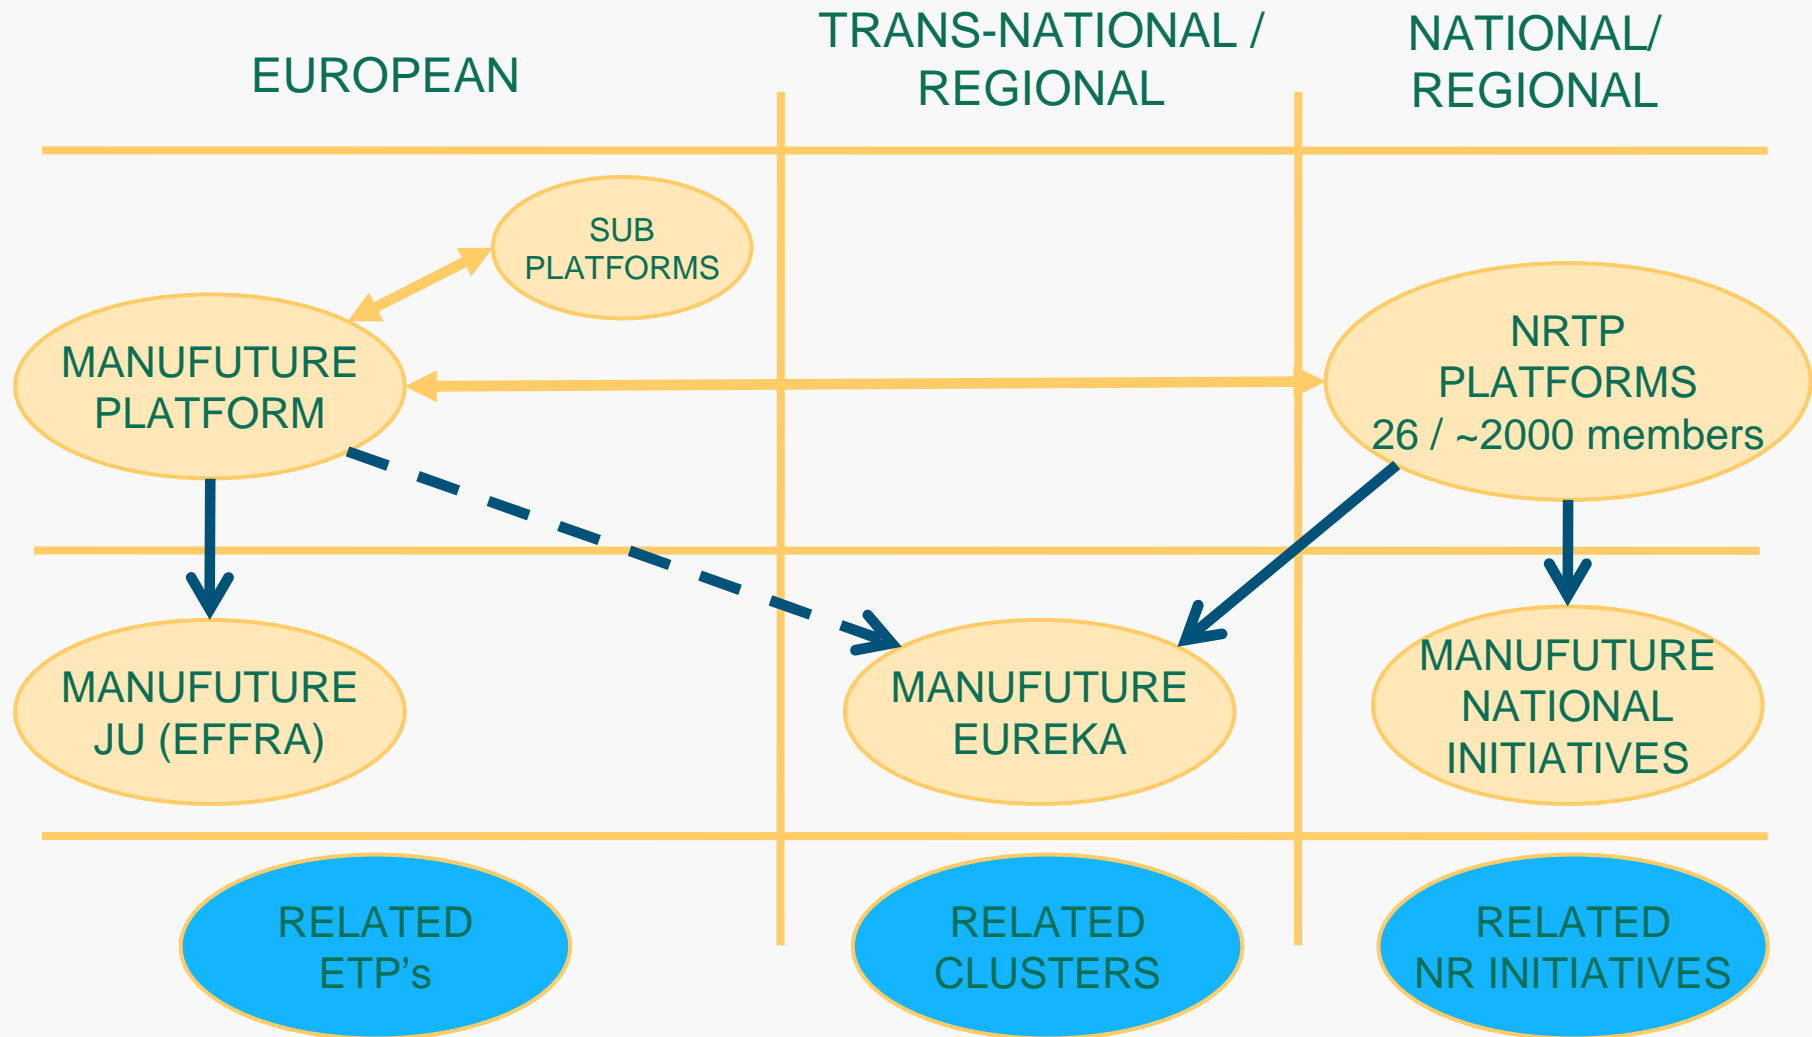 EUROPEAN
TRANS-NATIONAL /
REGIONAL
NATIONAL/
REGIONAL
SUB
PLATFORMS
MANUFUTURE
PLATFORM
NRTP
PLATFORMS
26 / ~2000 members
MANUFUTURE
JU (EFFRA)
MANUFUTURE
EUREKA
MANUFUTURE
NATIONAL
INITIATIVES
RELATED
ETP’s
RELATED
CLUSTERS
RELATED
NR INITIATIVES